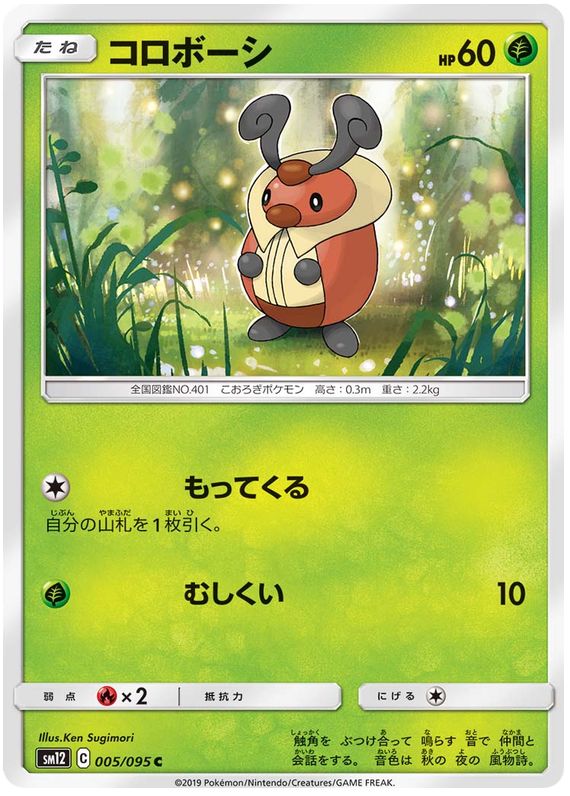 たね コロボーシ HP60
全国図鑑NO.401 こおろぎポケモン 高さ：0.3m 重さ：2.2kg
もってくる
自分の山札を1枚引く。
むしくい 10
弱点 ×2 抵抗力 にげる
Illus.Ken Sugimori
触角を ぶつけ合って 鳴らす 音で 仲間と
会話をする。 音色は 秋の 夜の 風物詩。
SM12 C 005/095 C
©2019 Pokémon/Nintendo/Creatures/GAME FREAK.